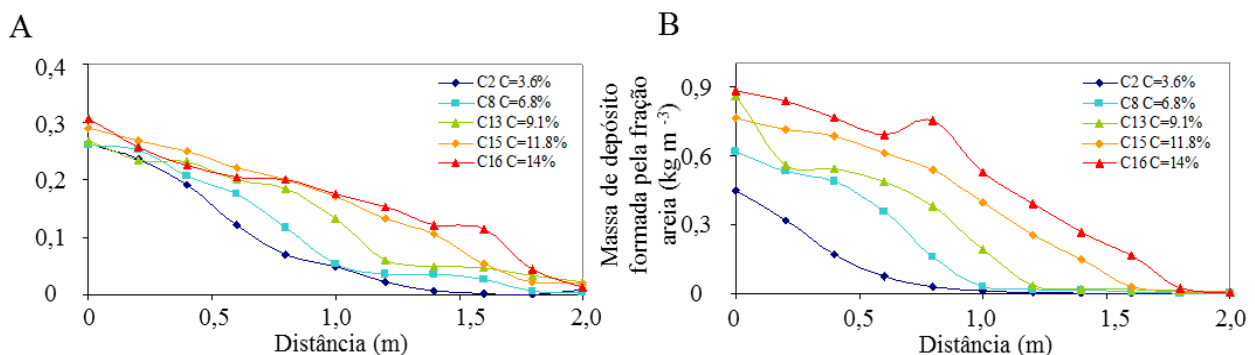 A
0,4
0,3
0,2
0,1
0
0
0,5
1,0
1,5
2,0
Distância (m)
C2 C=3.6%
C8 C=6.8%
C13 C=9.1%
C15 C=11.8%
C16 C=14%
B
Massa de depósito
formada pela fração
areia (kg m ⁻³)
0,9
0,6
0,3
0
0
0,5
1,0
1,5
2,0
Distância (m)
C2 C=3.6%
C8 C=6.8%
C13 C=9.1%
C15 C=11.8%
C16 C=14%